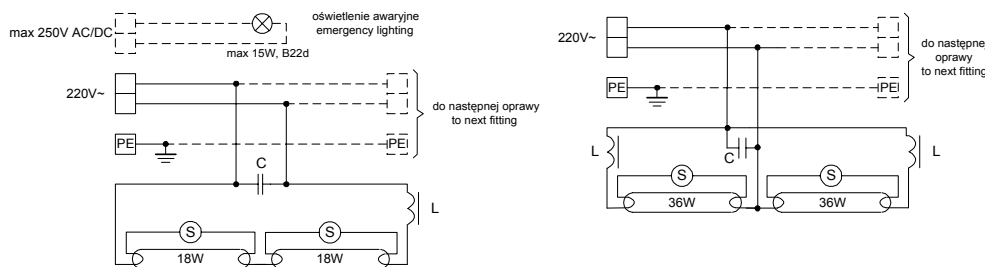 max 250V AC/DC
oświetlenie awaryjne
emergency lighting
max 15W, B22d
220V~
do następnej oprawy
to next fitting
PE
PE
C
L
S
S
18W
18W
220V~
do następnej
oprawy
to next fitting
PE
PE
L
C
L
S
S
36W
36W